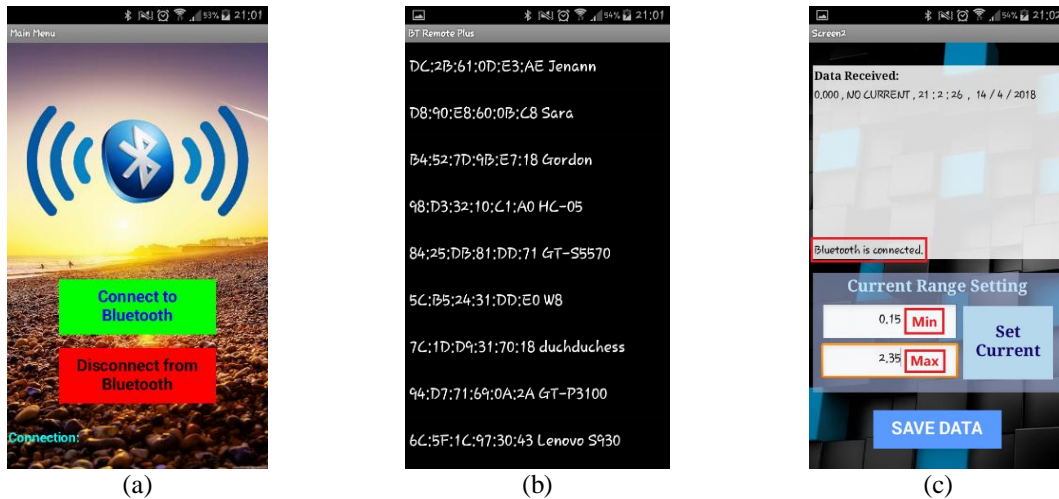 53% 21:01
Main Menu
Connect to
Bluetooth
Disconnect from
Bluetooth
Connection:
(a)
54% 21:01
BT Remote Plus
DC:2B:61:0D:E3:AE Jenann
D8:90:E8:60:0B:C8 Sara
B4:52:7D:9B:E7:18 Gordon
98:D3:32:10:C1:A0 HC-05
84:25:DB:81:DD:71 GT-S5570
5C:B5:24:31:DD:E0 W8
7C:1D:D9:31:70:18 duchduchess
94:D7:71:69:0A:2A GT-P3100
6C:5F:1C:97:30:43 Lenovo S930
(b)
54% 21:02
Screen2
Data Received:
0.000 , NO CURRENT , 21 : 2 : 26 , 14 / 4 / 2018
Bluetooth is connected.
Current Range Setting
0.15 Min
2.35 Max
Set
Current
SAVE DATA
(c)